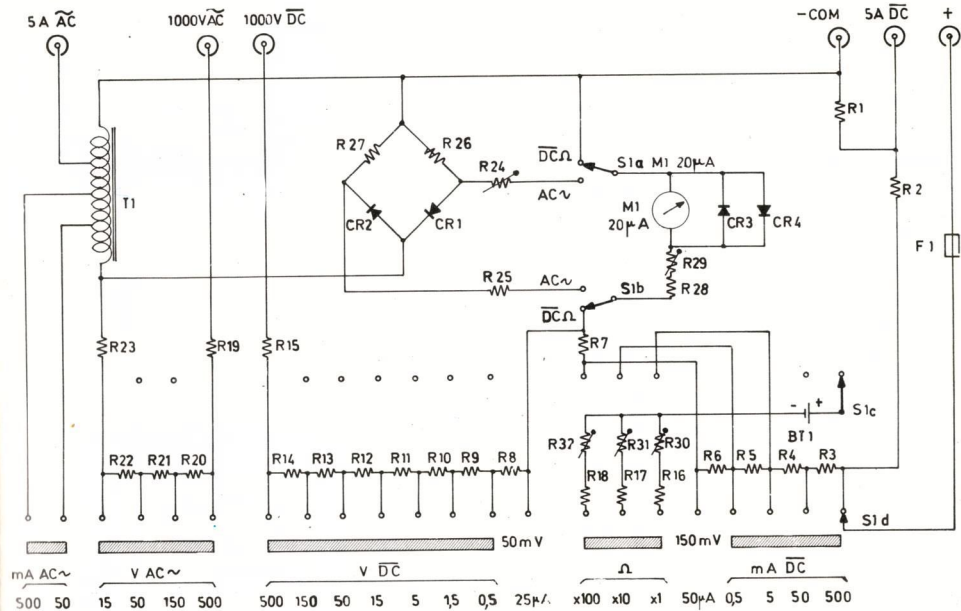 5A AC
1000V AC
1000V DC
-COM
5A DC
+
R1
R27
R26
R24
DCΩ
S1a
M1 20µA
AC~
R2
T1
CR2
CR1
M1
20µA
CR3
CR4
F1
R29
R25
AC~
S1b
R28
DCΩ
R23
R19
R15
R7
- +
S1c
BT1
R32
R31
R30
R22
R21
R20
R14
R13
R12
R11
R10
R9
R8
R18
R17
R16
R6
R5
R4
R3
S1d
50mV
150mV
mA AC~
V AC~
V DC
Ω
mA DC
500 50
15 50 150 500
500 150 50 15 5 1,5 0,5 25µ/.
x100 x10 x1
50µA 0,5 5 50 500